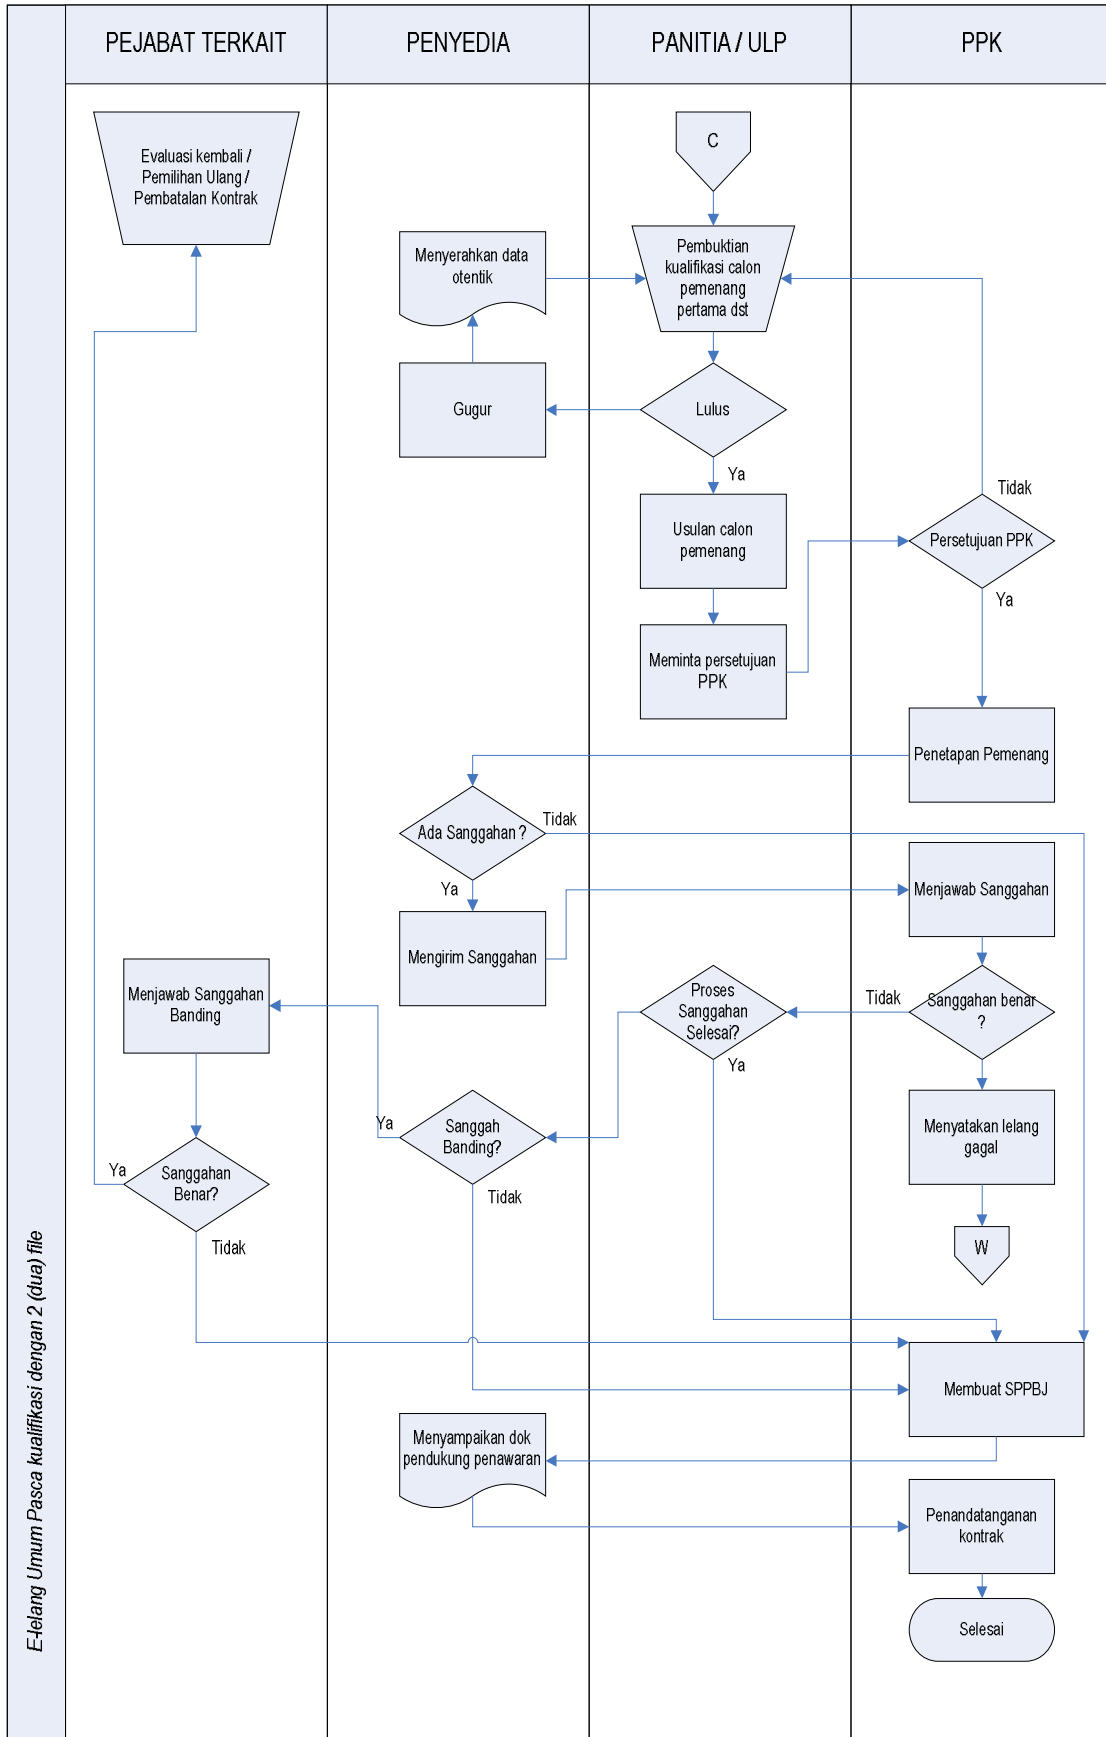 PEJABAT TERKAIT
PENYEDIA
PANITIA / ULP
PPK
C
Evaluasi kembali /
Pemilihan Ulang /
Pembatalan Kontrak
Menyerahkan data
otentik
Pembuktian
kualifikasi calon
pemenang
pertama dst
Gugur
Lulus
Ya
Tidak
Usulan calon
pemenang
Persetujuan PPK
Ya
Meminta persetujuan
PPK
Penetapan Pemenang
Ada Sanggahan ?
Tidak
Ya
Menjawab Sanggahan
Mengirim Sanggahan
Menjawab Sanggahan
Banding
Proses
Sanggahan
Selesai?
Tidak
Sanggahan benar
?
Ya
Ya
Sanggah
Banding?
Menyatakan lelang
gagal
Ya
Sanggahan
Benar?
Tidak
Tidak
W
Membuat SPPBJ
Menyampaikan dok
pendukung penawaran
Penandatanganan
kontrak
Selesai
E-lelang Umum Pasca kualifikasi dengan 2 (dua) file